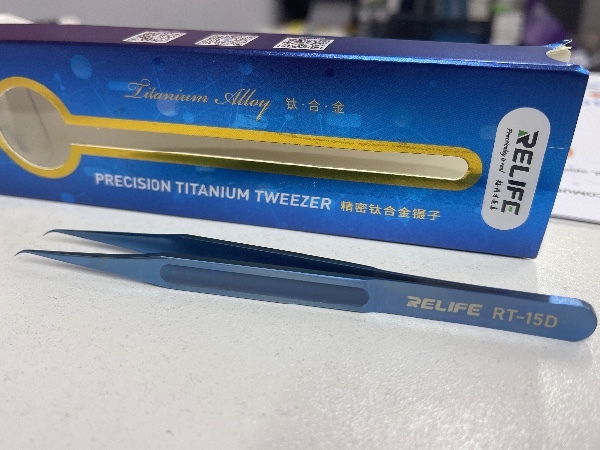 Titanium Alloy 钛·合·金
PRECISION TITANIUM TWEEZER 精密钛合金镊子
RELIFE
RELIFE RT-15D